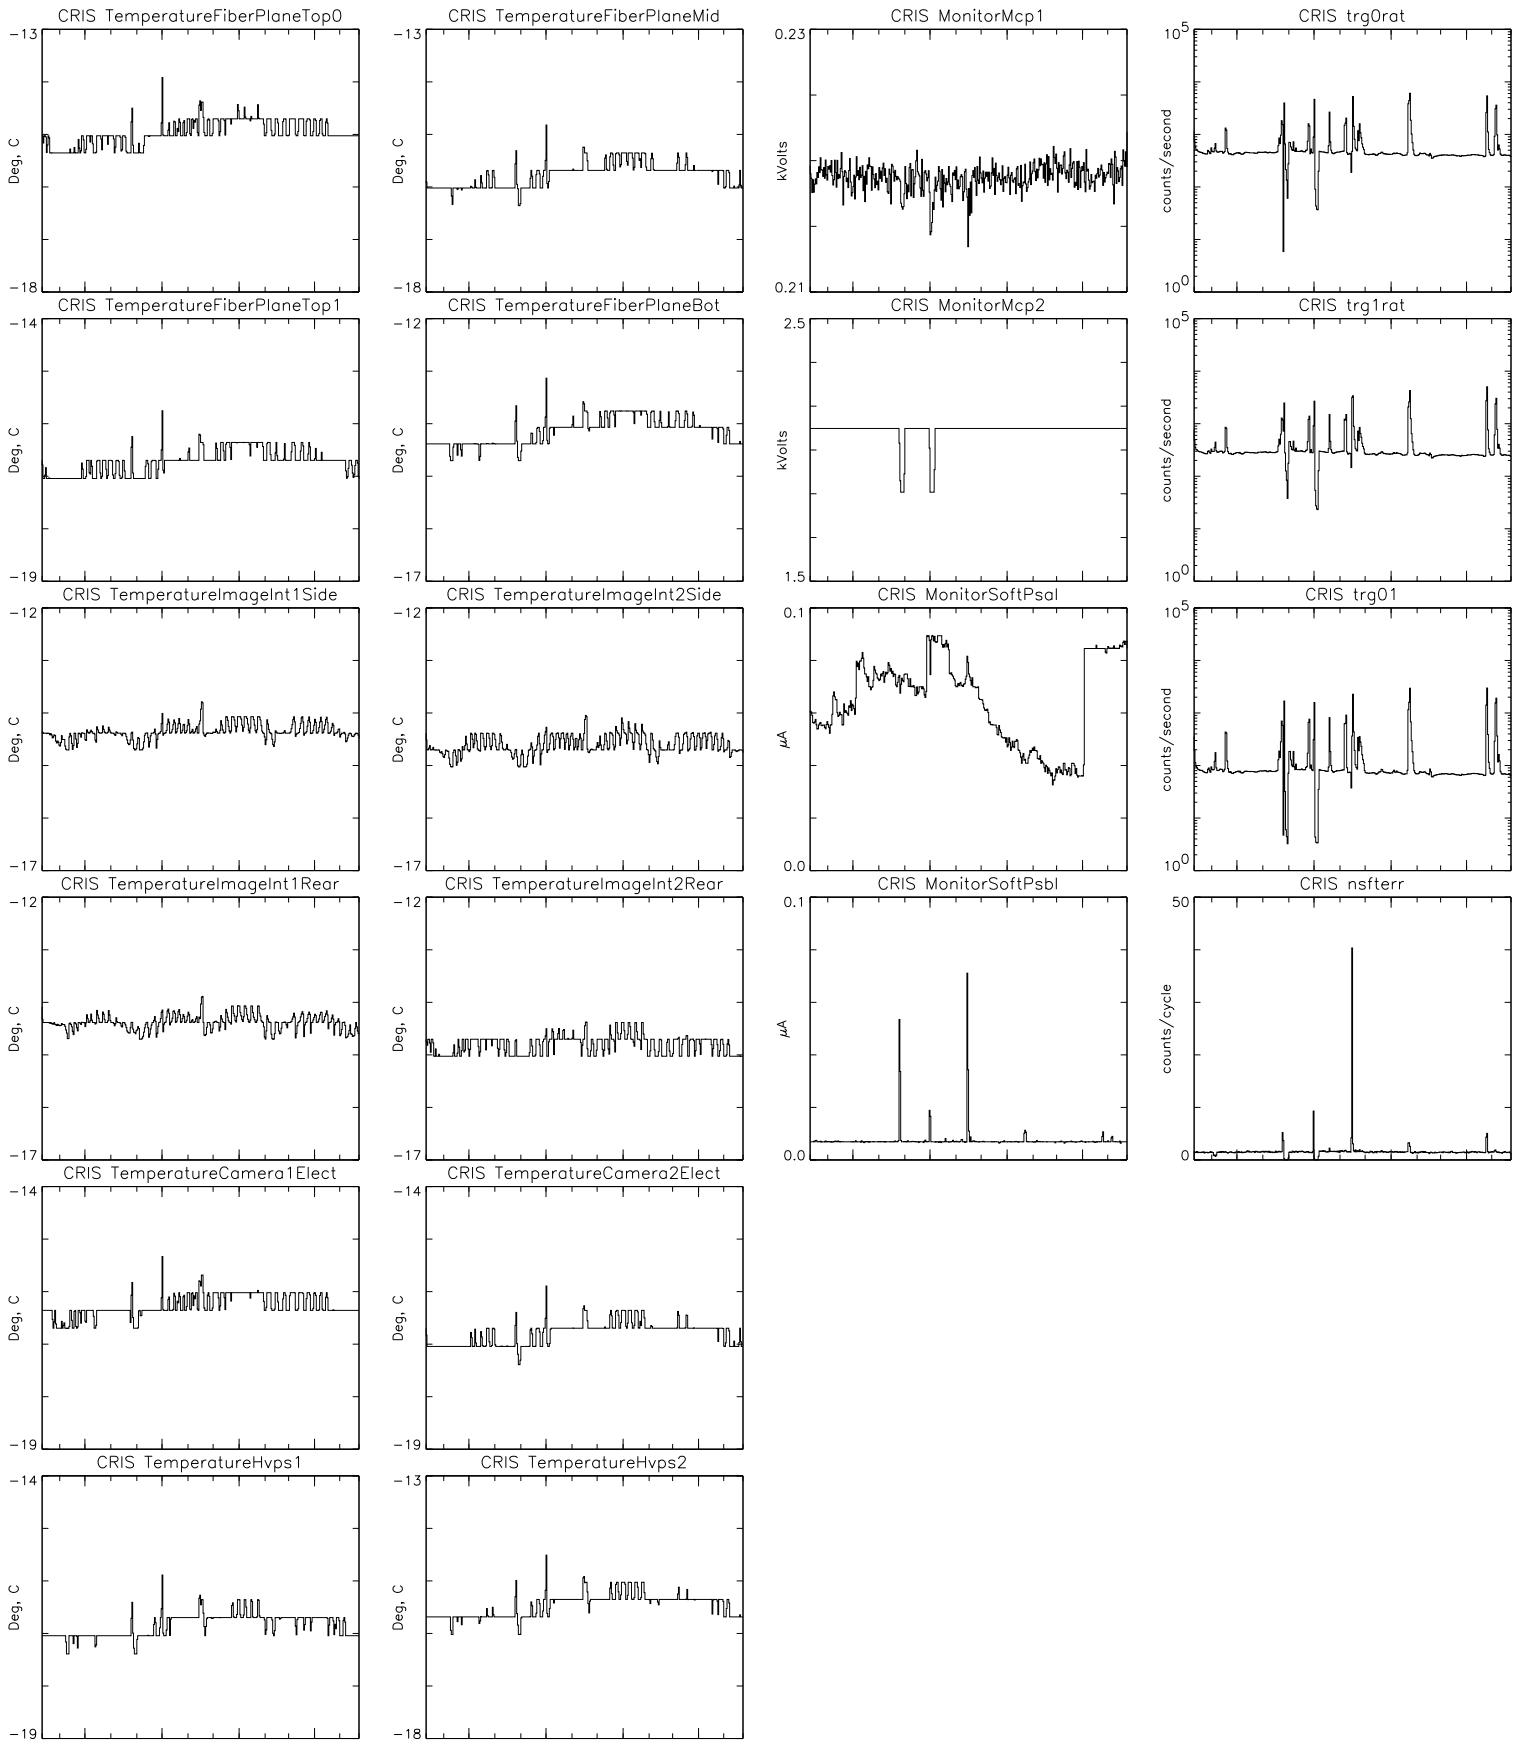 CRIS TemperatureFiberPlaneTop0
-13
Deg, C
-18
CRIS TemperatureFiberPlaneMid
-13
Deg, C
-18
CRIS MonitorMcp1
0.23
kVolts
0.21
CRIS trg0rat
10^5
counts/second
10^0
CRIS TemperatureFiberPlaneTop1
-14
Deg, C
-19
CRIS TemperatureFiberPlaneBot
-12
Deg, C
-17
CRIS MonitorMcp2
2.5
kVolts
1.5
CRIS trg1rat
10^5
counts/second
10^0
CRIS TemperatureImageInt1Side
-12
Deg, C
-17
CRIS TemperatureImageInt2Side
-12
Deg, C
-17
CRIS MonitorSoftPsaI
0.1
μA
0.0
CRIS trg01
10^5
counts/second
10^0
CRIS TemperatureImageInt1Rear
-12
Deg, C
-17
CRIS TemperatureImageInt2Rear
-12
Deg, C
-17
CRIS MonitorSoftPsbI
0.1
μA
0.0
CRIS nsfterr
50
counts/cycle
0
CRIS TemperatureCamera1Elect
-14
Deg, C
-19
CRIS TemperatureCamera2Elect
-14
Deg, C
-19
CRIS TemperatureHvps1
-14
Deg, C
-19
CRIS TemperatureHvps2
-13
Deg, C
-18